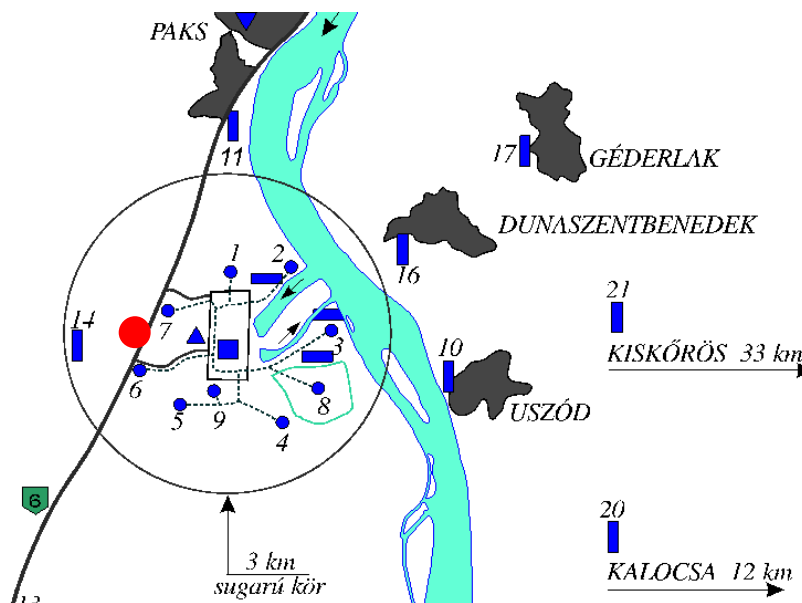 PAKS
11
17
GÉDERLAK
DUNASZENTBENEDEK
16
1
2
14
7
3
21
KISKŐRÖS 33 km
10
6
5
9
4
8
USZÓD
6
20
3 km
sugarú kör
KALOCSA 12 km
13